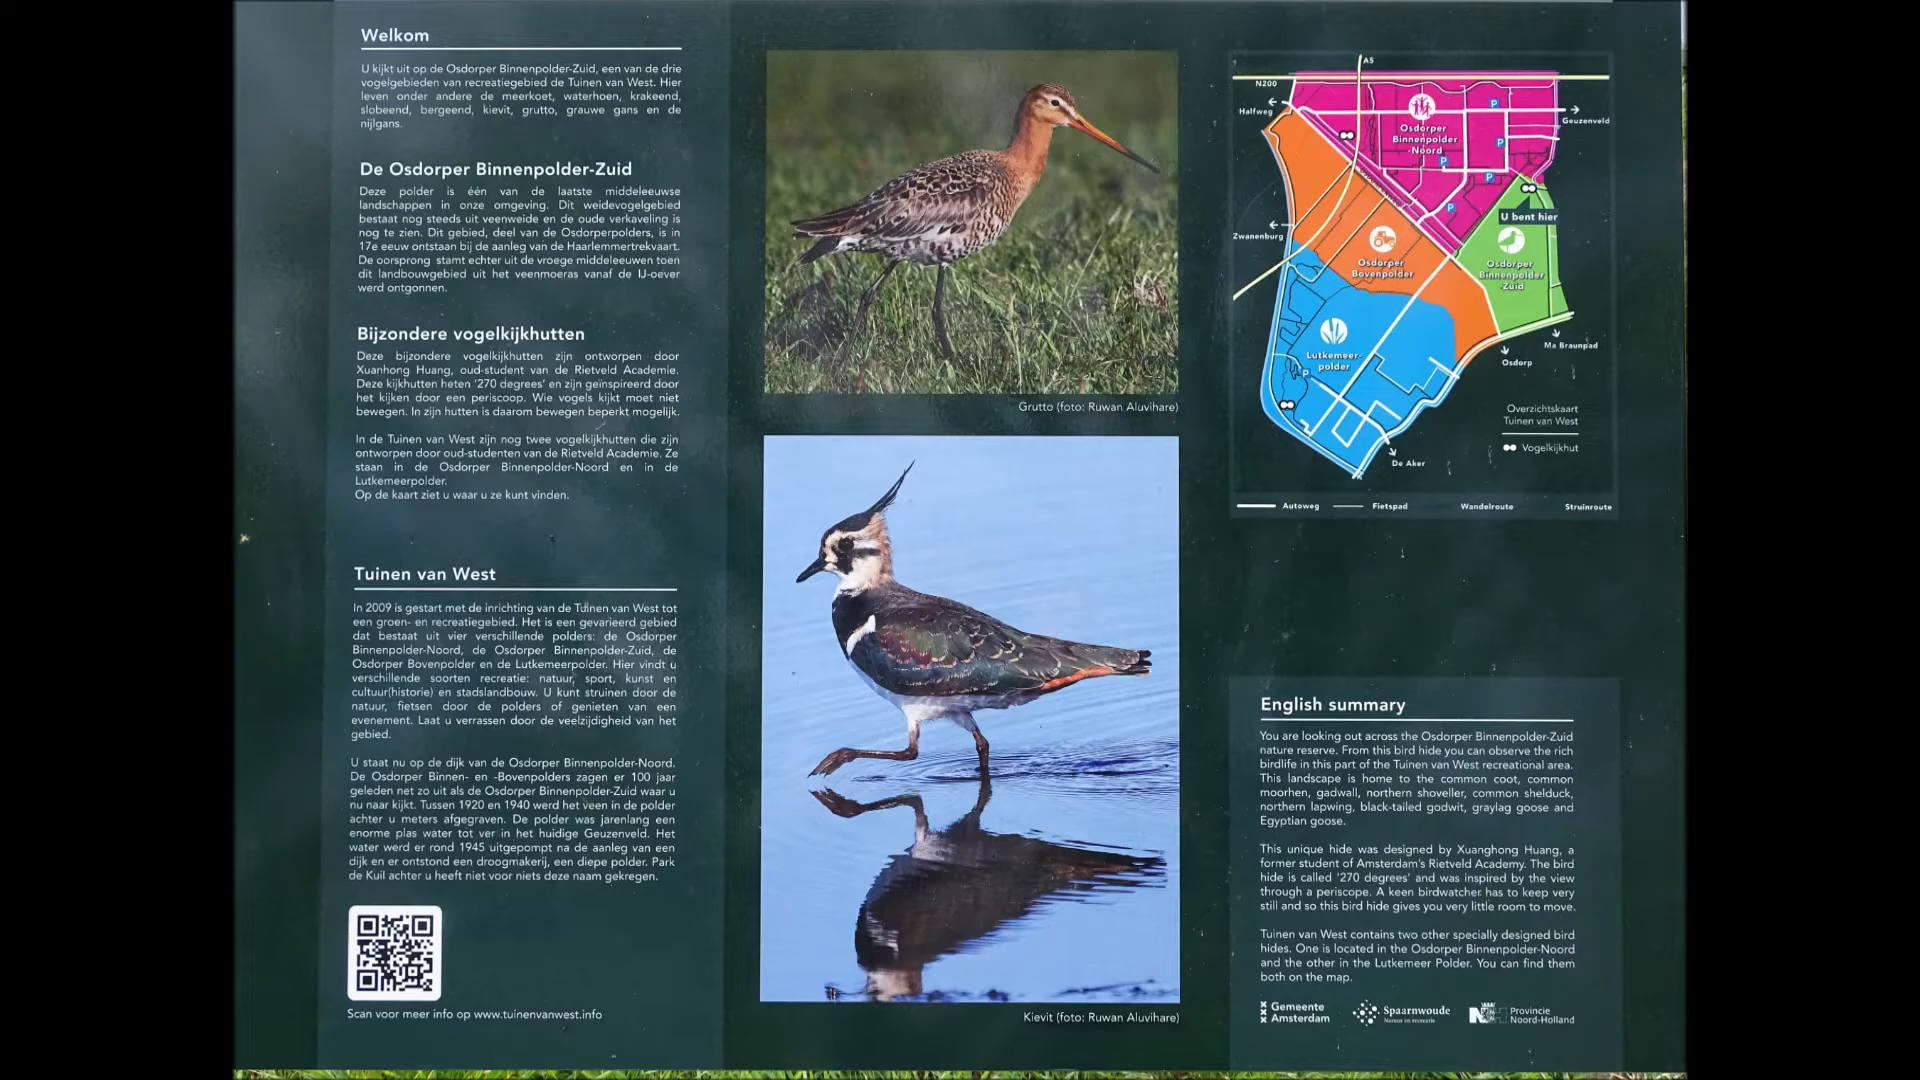 Welkom
U kijkt uit op de Osdorper Binnenpolder-Zuid, een van de drie
vogelgebieden van recreatiegebied de Tuinen van West. Hier
leven onder andere de meerkoet, waterhoen, krakeend,
slobeend, bergeend, kievit, grutto, grauwe gans en de
nijlgans.
De Osdorper Binnenpolder-Zuid
Deze polder is één van de laatste middeleeuwse
landschappen in onze omgeving. Dit weidevogelgebied
bestaat nog steeds uit veenweide en de oude verkaveling is
nog te zien. Dit gebied, deel van de Osdorperpolders, is in
17e eeuw ontstaan bij de aanleg van de Haarlemmertrekvaart.
De oorsprong stamt echter uit de vroege middeleeuwen toen
dit landbouwgebied uit het veenmoeras vanaf de IJ-oever
werd ontgonnen.
Bijzondere vogelkijkhutten
Deze bijzondere vogelkijkhutten zijn ontworpen door
Xuanhong Huang, oud-student van de Rietveld Academie.
Deze kijkhutten heten '270 degrees' en zijn geïnspireerd door
het kijken door een periscoop. Wie vogels kijkt moet niet
bewegen. In zijn hutten is daarom bewegen beperkt mogelijk.
In de Tuinen van West zijn nog twee vogelkijkhutten die zijn
ontworpen door oud-studenten van de Rietveld Academie. Ze
staan in de Osdorper Binnenpolder-Noord en in de
Lutkemeerpolder.
Op de kaart ziet u waar u ze kunt vinden.
Tuinen van West
In 2009 is gestart met de inrichting van de Tuinen van West tot
een groen- en recreatiegebied. Het is een gevarieerd gebied
dat bestaat uit vier verschillende polders: de Osdorper
Binnenpolder-Noord, de Osdorper Binnenpolder-Zuid, de
Osdorper Bovenpolder en de Lutkemeerpolder. Hier vindt u
verschillende soorten recreatie: natuur, sport, kunst en
cultuur(historie) en stadslandbouw. U kunt struinen door de
natuur, fietsen door de polders of genieten van een
evenement. Laat u verrassen door de veelzijdigheid van het
gebied.
U staat nu op de dijk van de Osdorper Binnenpolder-Noord.
De Osdorper Binnen- en -Bovenpolders zagen er 100 jaar
geleden net zo uit als de Osdorper Binnenpolder-Zuid waar u
nu naar kijkt. Tussen 1920 en 1940 werd het veen in de polder
achter u meters afgegraven. De polder was jarenlang een
enorme plas water tot ver in het huidige Geuzenveld. Het
water werd er rond 1945 uitgepompt na de aanleg van een
dijk en er ontstond een droogmakerij, een diepe polder. Park
de Kuil achter u heeft niet voor niets deze naam gekregen.
Scan voor meer info op www.tuinenvanwest.info
Grutto (foto: Ruwan Aluvihare)
Kievit (foto: Ruwan Aluvihare)
A5
N200
Halfweg
Geuzenveld
Osdorper
Binnenpolder
-Noord
P
P
P
P
P
U bent hier
Zwanenburg
Osdorper
Bovenpolder
Osdorper
Binnenpolder
-Zuid
Ma Braunpad
Osdorp
Lutkemeer-
polder
P
De Aker
Overzichtskaart
Tuinen van West
Vogelkijkhut
Autoweg Fietspad Wandelroute Struinroute
English summary
You are looking out across the Osdorper Binnenpolder-Zuid
nature reserve. From this bird hide you can observe the rich
birdlife in this part of the Tuinen van West recreational area.
This landscape is home to the common coot, common
moorhen, gadwall, northern shoveller, common shelduck,
northern lapwing, black-tailed godwit, graylag goose and
Egyptian goose.
This unique hide was designed by Xuanghong Huang, a
former student of Amsterdam's Rietveld Academy. The bird
hide is called '270 degrees' and was inspired by the view
through a periscope. A keen birdwatcher has to keep very
still and so this bird hide gives you very little room to move.
Tuinen van West contains two other specially designed bird
hides. One is located in the Osdorper Binnenpolder-Noord
and the other in the Lutkemeer Polder. You can find them
both on the map.
Gemeente
Amsterdam
Spaarnwoude
Natuur en recreatie
Provincie
Noord-Holland